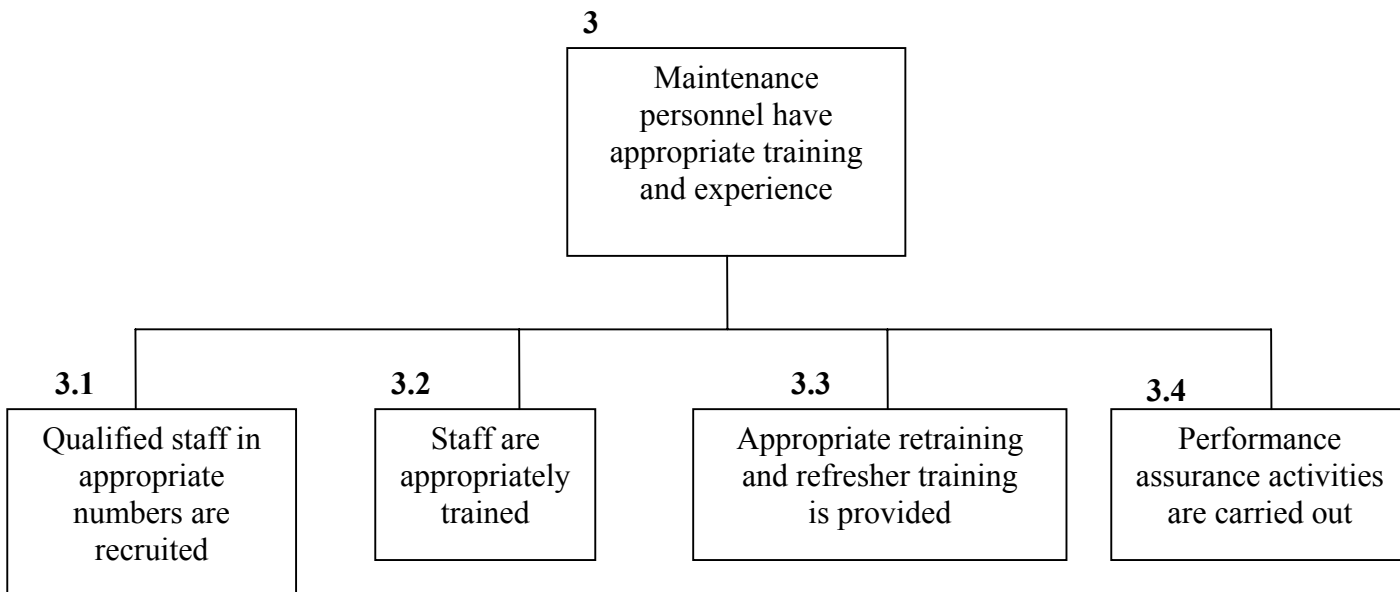 3
Maintenance
personnel have
appropriate training
and experience
3.1
Qualified staff in
appropriate
numbers are
recruited
3.2
Staff are
appropriately
trained
3.3
Appropriate retraining
and refresher training
is provided
3.4
Performance
assurance activities
are carried out